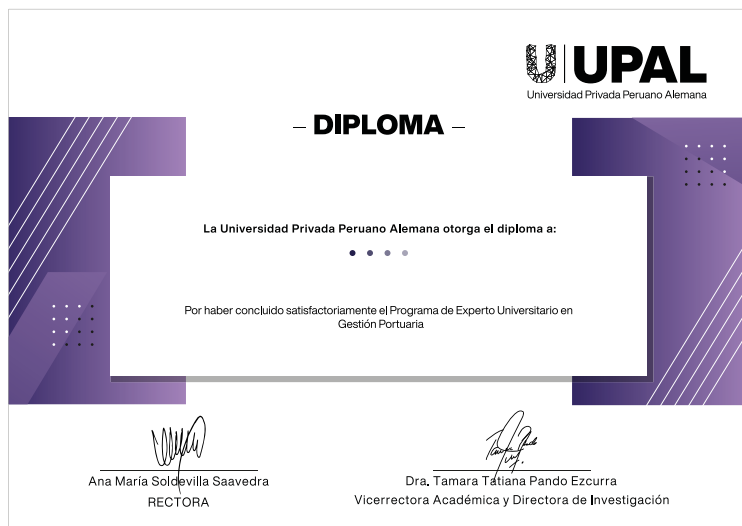 UPAL
Universidad Privada Peruano Alemana
– DIPLOMA –
La Universidad Privada Peruano Alemana otorga el diploma a:
Por haber concluido satisfactoriamente el Programa de Experto Universitario en
Gestión Portuaria
Ana María Soldevilla Saavedra
RECTORA
Dra. Tamara Tatiana Pando Ezcurra
Vicerrectora Académica y Directora de Investigación